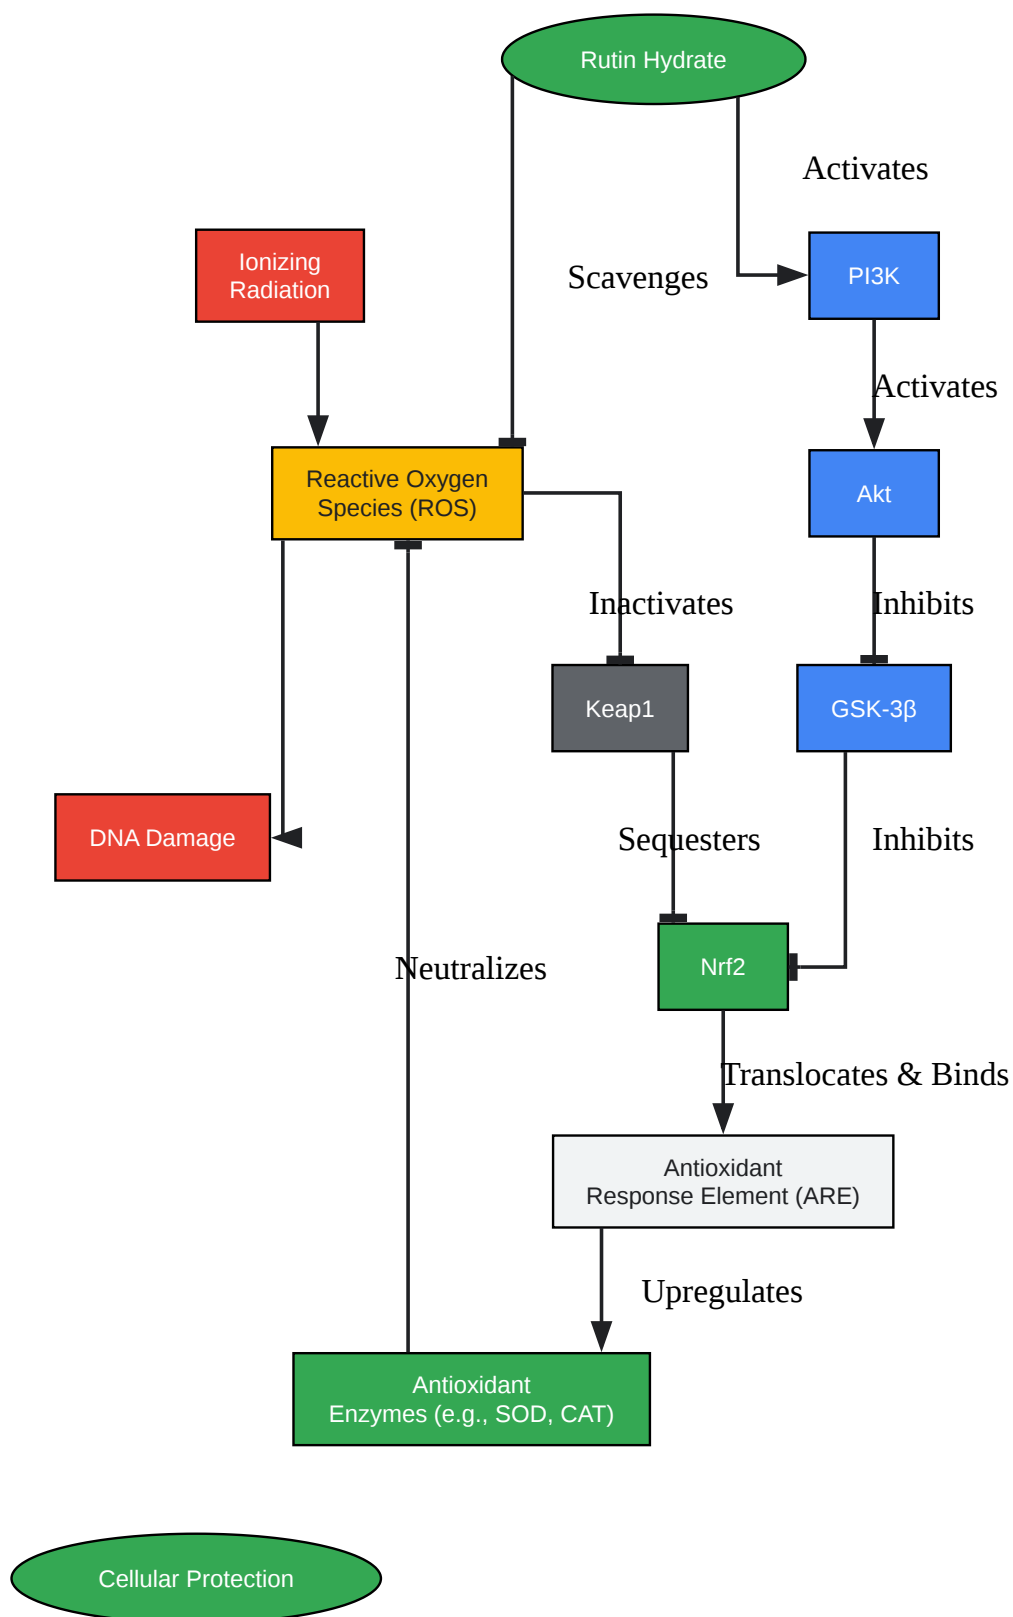 Rutin Hydrate
Activates
Ionizing
Radiation
Scavenges
PI3K
Activates
Reactive Oxygen
Species (ROS)
Akt
Inactivates
Inhibits
Keap1
GSK-3β
DNA Damage
Sequesters
Inhibits
Neutralizes
Nrf2
Translocates & Binds
Antioxidant
Response Element (ARE)
Upregulates
Antioxidant
Enzymes (e.g., SOD, CAT)
Cellular Protection